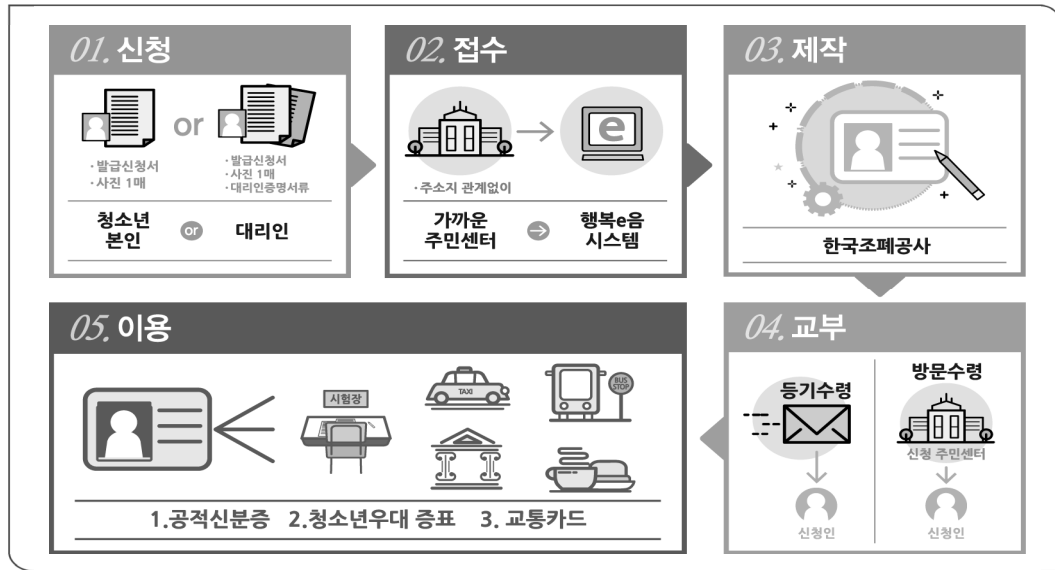 01. 신청
or
· 발급신청서
· 사진 1매
· 발급신청서
· 사진 1매
· 대리인증명서류
청소년
본인
or
대리인
02. 접수
e
· 주소지 관계없이
가까운
주민센터
행복e음
시스템
03. 제작
한국조폐공사
04. 교부
등기수령
신청인
방문수령
신청 주민센터
신청인
05. 이용
시험장
TAXI
BUS
STOP
1.공적신분증 2.청소년우대 증표 3. 교통카드